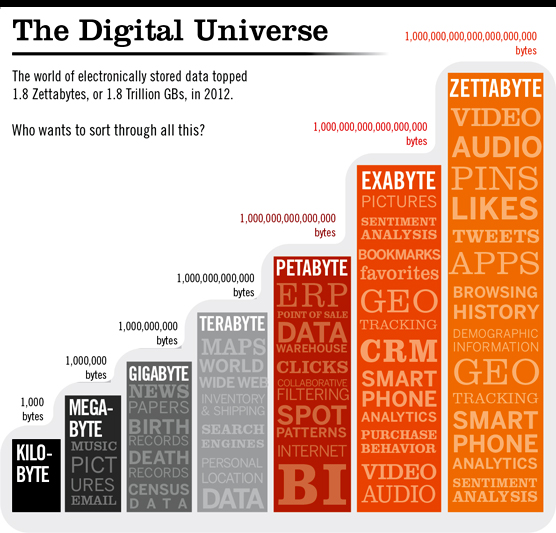 The Digital Universe
The world of electronically stored data topped
1.8 Zettabytes, or 1.8 Trillion GBs, in 2012.
Who wants to sort through all this?
1,000
bytes
KILO-
BYTE
1,000,000
bytes
MEGA-
BYTE
MUSIC
PICT
URES
EMAIL
1,000,000,000
bytes
GIGABYTE
NEWS
PAPERS
BIRTH
RECORDS
DEATH
RECORDS
CENSUS
DATA
1,000,000,000,000
bytes
TERABYTE
MAPS
WORLD
WIDE WEB
INVENTORY
& SHIPPING
SEARCH
ENGINES
PERSONAL
LOCATION
DATA
1,000,000,000,000,000
bytes
PETABYTE
ERP
POINT OF SALE
DATA
WAREHOUSE
CLICKS
COLLABORATIVE
FILTERING
SPOT
PATTERNS
INTERNET
BI
1,000,000,000,000,000,000
bytes
EXABYTE
PICTURES
SENTIMENT
ANALYSIS
BOOKMARKS
favorites
GEO
TRACKING
CRM
SMART
PHONE
ANALYTICS
PURCHASE
BEHAVIOR
VIDEO
AUDIO
1,000,000,000,000,000,000,000
bytes
ZETTABYTE
VIDEO
AUDIO
PINS
LIKES
TWEETS
APPS
BROWSING
HISTORY
DEMOGRAPHIC
INFORMATION
GEO
TRACKING
SMART
PHONE
ANALYTICS
SENTIMENT
ANALYSIS